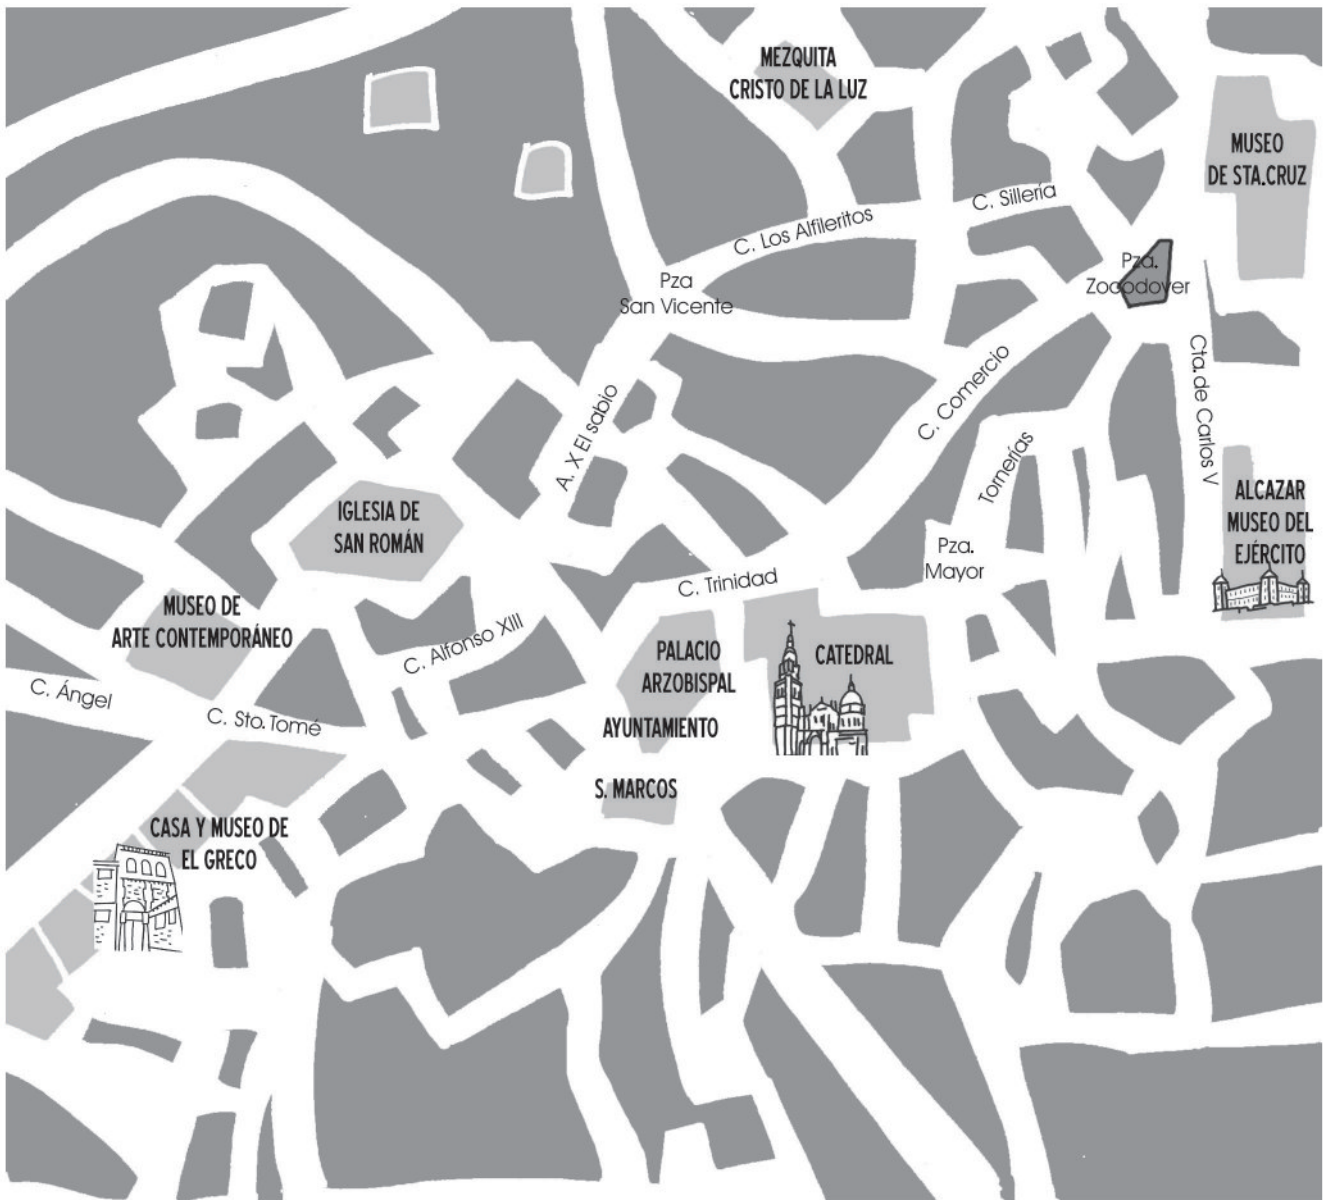 MEZQUITA
CRISTO DE LA LUZ
MUSEO
DE STA.CRUZ
C. Sillería
C. Los Alfileritos
Pza.
Zocodover
Pza
San Vicente
Cta.de Carlos V
C. Comercio
A. X El sabio
Tornerías
ALCAZAR
MUSEO DEL
EJÉRCITO
IGLESIA DE
SAN ROMÁN
Pza.
Mayor
C. Trinidad
MUSEO DE
ARTE CONTEMPORÁNEO
C. Alfonso XIII
PALACIO
ARZOBISPAL
CATEDRAL
C. Ángel
C. Sto. Tomé
AYUNTAMIENTO
S. MARCOS
CASA Y MUSEO DE
EL GRECO